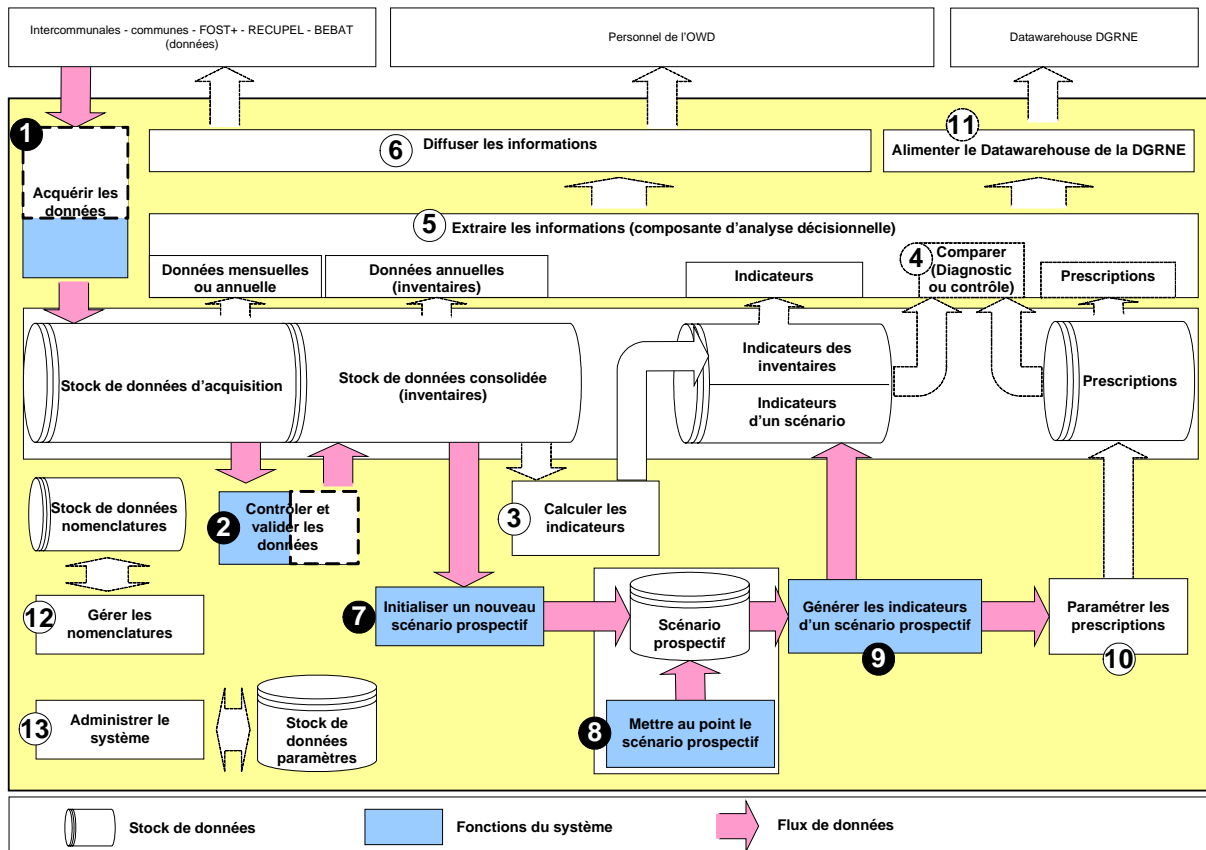 Intercommunales - communes - FOST+ - RECUPEL - BEBAT
(données)
Personnel de l'OWD
Datawarehouse DGRNE
1
Acquérir les
données
6
Diffuser les informations
11
Alimenter le Datawarehouse de la DGRNE
5
Extraire les informations (composante d'analyse décisionnelle)
Données mensuelles
ou annuelle
Données annuelles
(inventaires)
Indicateurs
4
Comparer
(Diagnostic
ou contrôle)
Prescriptions
Stock de données d'acquisition
Stock de données consolidée
(inventaires)
Indicateurs des
inventaires
Indicateurs
d'un scénario
Prescriptions
Stock de données
nomenclatures
2
Contrôler et
valider les
données
3
Calculer les
indicateurs
12
Gérer les
nomenclatures
7
Initialiser un nouveau
scénario prospectif
Scénario
prospectif
Générer les indicateurs
d'un scénario prospectif
9
Paramétrer les
prescriptions
10
13
Administrer le
système
Stock de
données
paramètres
8
Mettre au point le
scénario prospectif
Stock de données
Fonctions du système
Flux de données